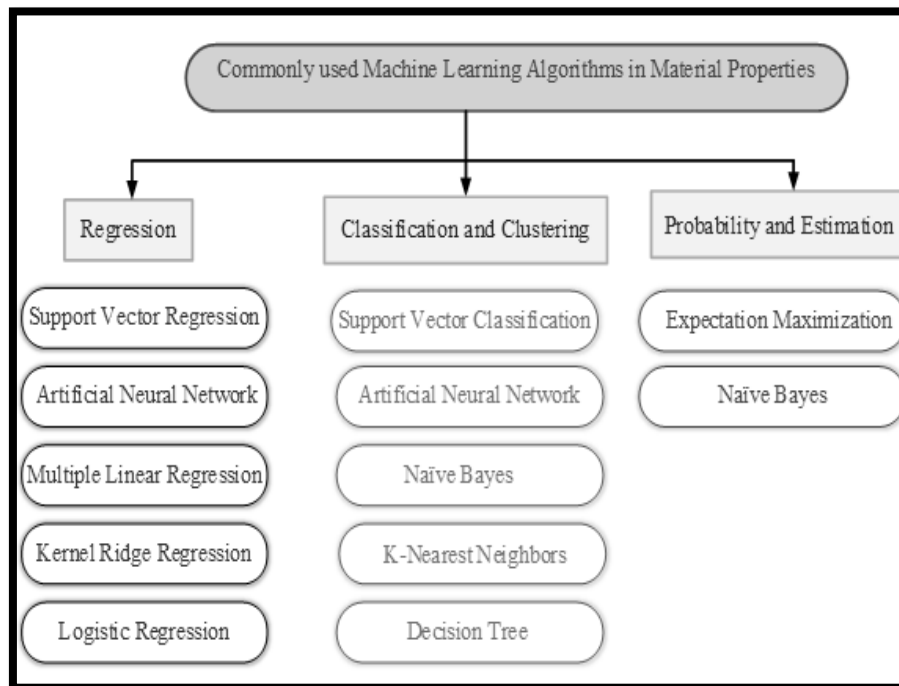 Commonly used Machine Learning Algorithms in Material Properties
Regression
Classification and Clustering
Probability and Estimation
Support Vector Regression
Support Vector Classification
Expectation Maximization
Artificial Neural Network
Artificial Neural Network
Naïve Bayes
Multiple Linear Regression
Naïve Bayes
Kernel Ridge Regression
K-Nearest Neighbors
Logistic Regression
Decision Tree